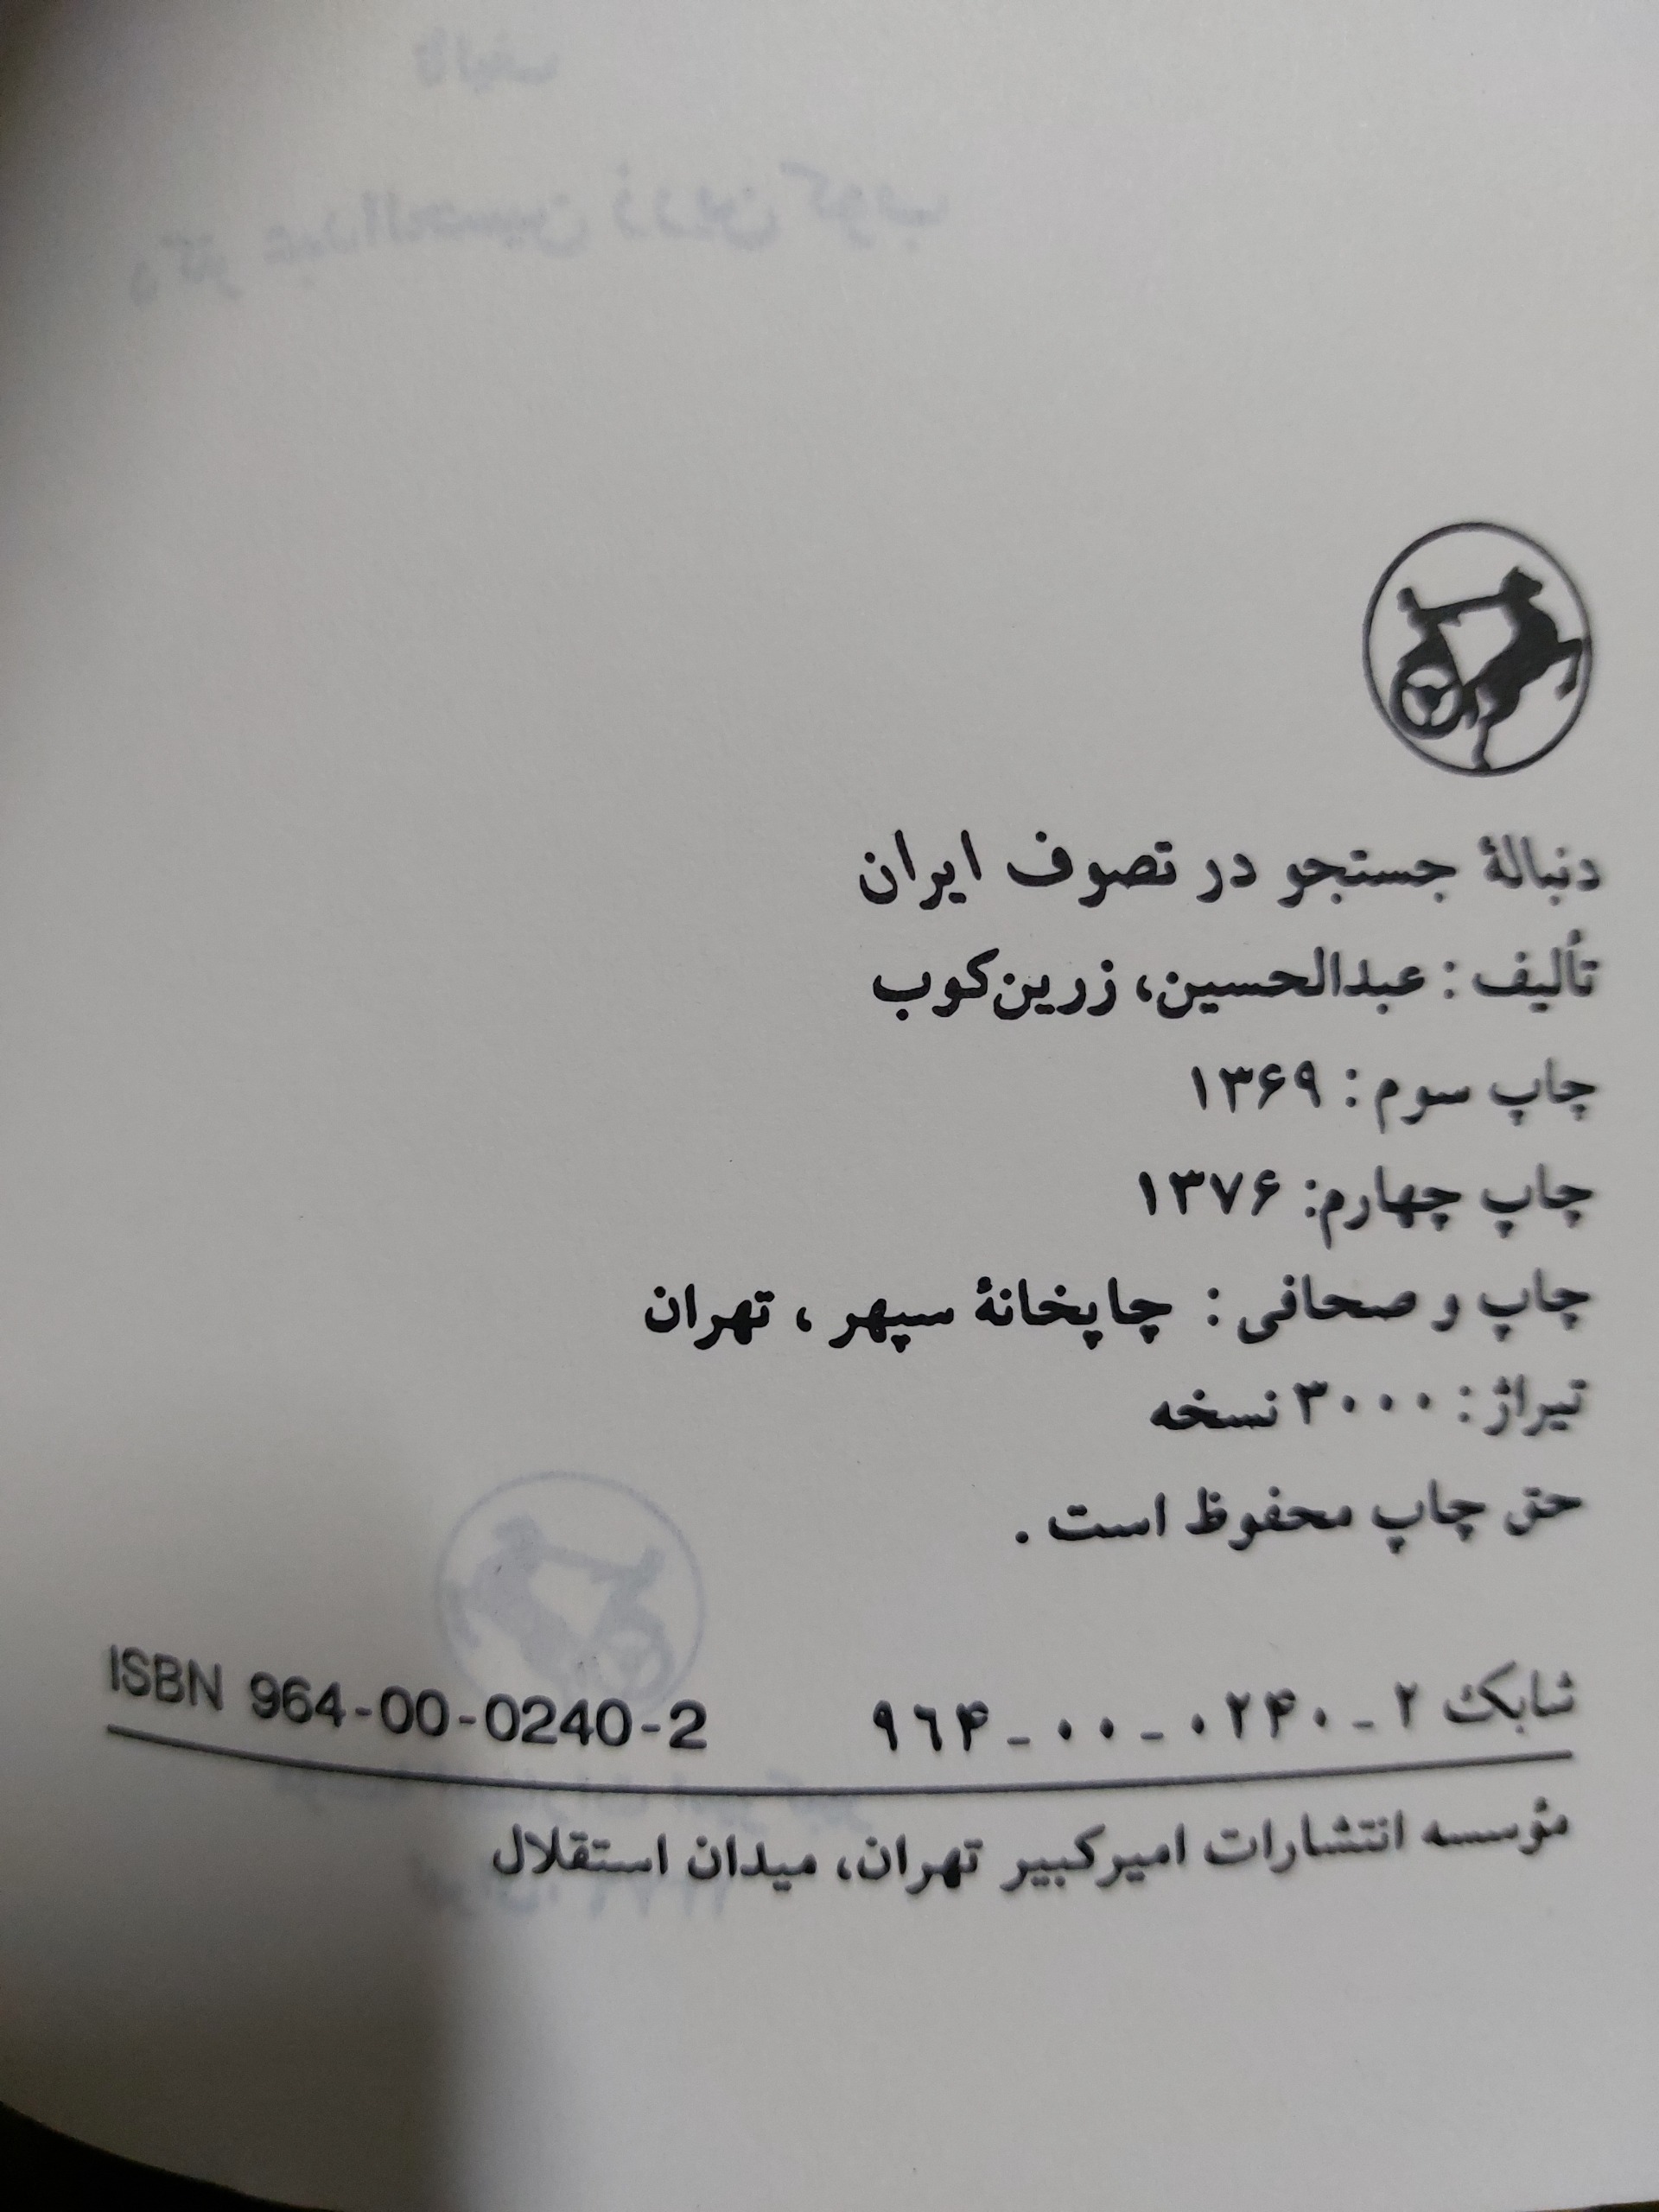 دنبالهٔ جستجو در تصوف ایران
تألیف : عبدالحسین، زرین‌کوب
چاپ سوم : ۱۳۶۹
چاپ چهارم: ۱۳۷۶
چاپ و صحافی : چاپخانهٔ سپهر ، تهران
تیراژ: ۳۰۰۰ نسخه
حق چاپ محفوظ است .
شابک ۲ - ۰۲۴۰ - ۰۰ - ۹٦۴ ISBN 964-00-0240-2
مؤسسه انتشارات امیرکبیر تهران، میدان استقلال